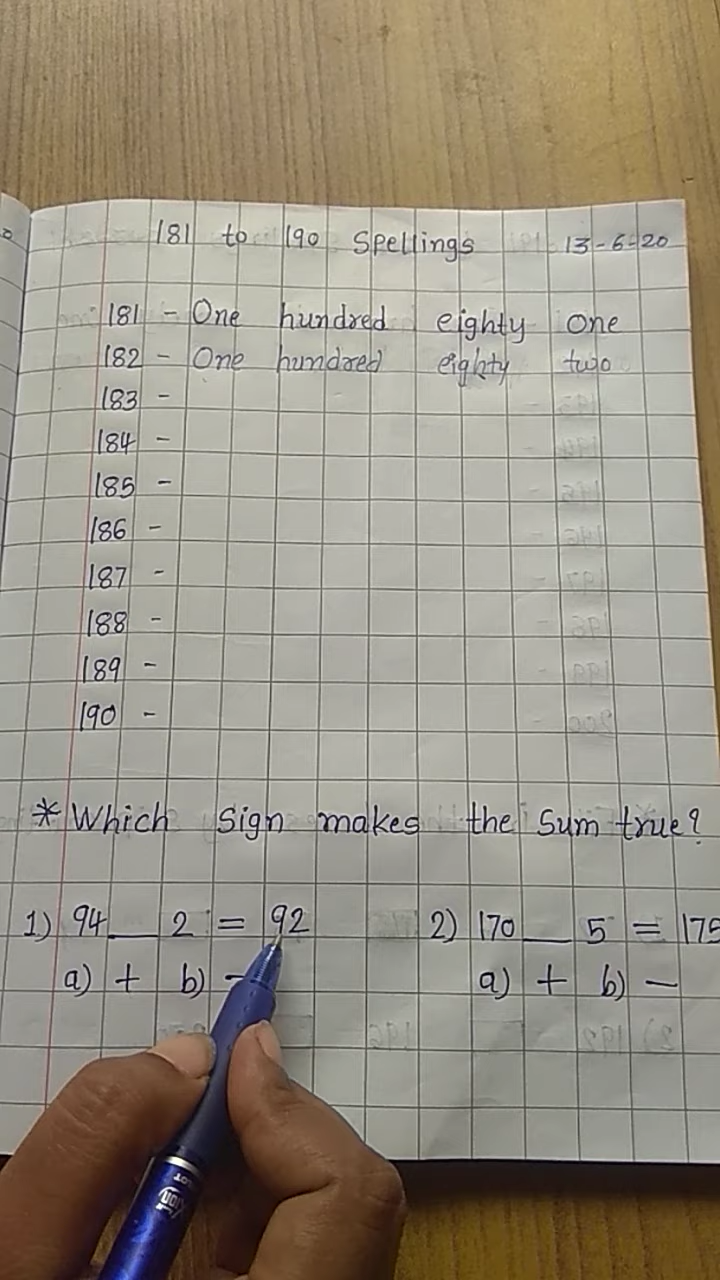 181 to 190 Spellings 13-6-20
181 - One hundred eighty one
182 - One hundred eighty two
183 -
184 -
185 -
186 -
187 -
188 -
189 -
190 -
* Which sign makes the sum true?
1) 94 __ 2 = 92 2) 170 __ 5 = 175
a) + b) - a) + b) -